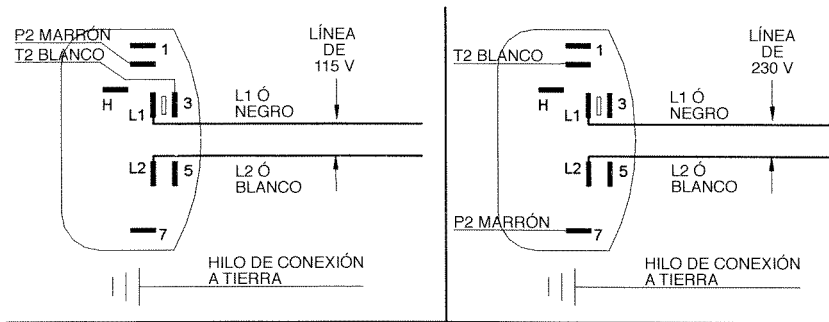 P2 MARRÓN
T2 BLANCO
1
H
L1
3
L1 Ó
NEGRO
LÍNEA
DE
115 V
L2
5
L2 Ó
BLANCO
7
HILO DE CONEXIÓN
A TIERRA
T2 BLANCO
1
H
L1
3
L1 Ó
NEGRO
LÍNEA
DE
230 V
L2
5
L2 Ó
BLANCO
P2 MARRÓN
7
HILO DE CONEXIÓN
A TIERRA